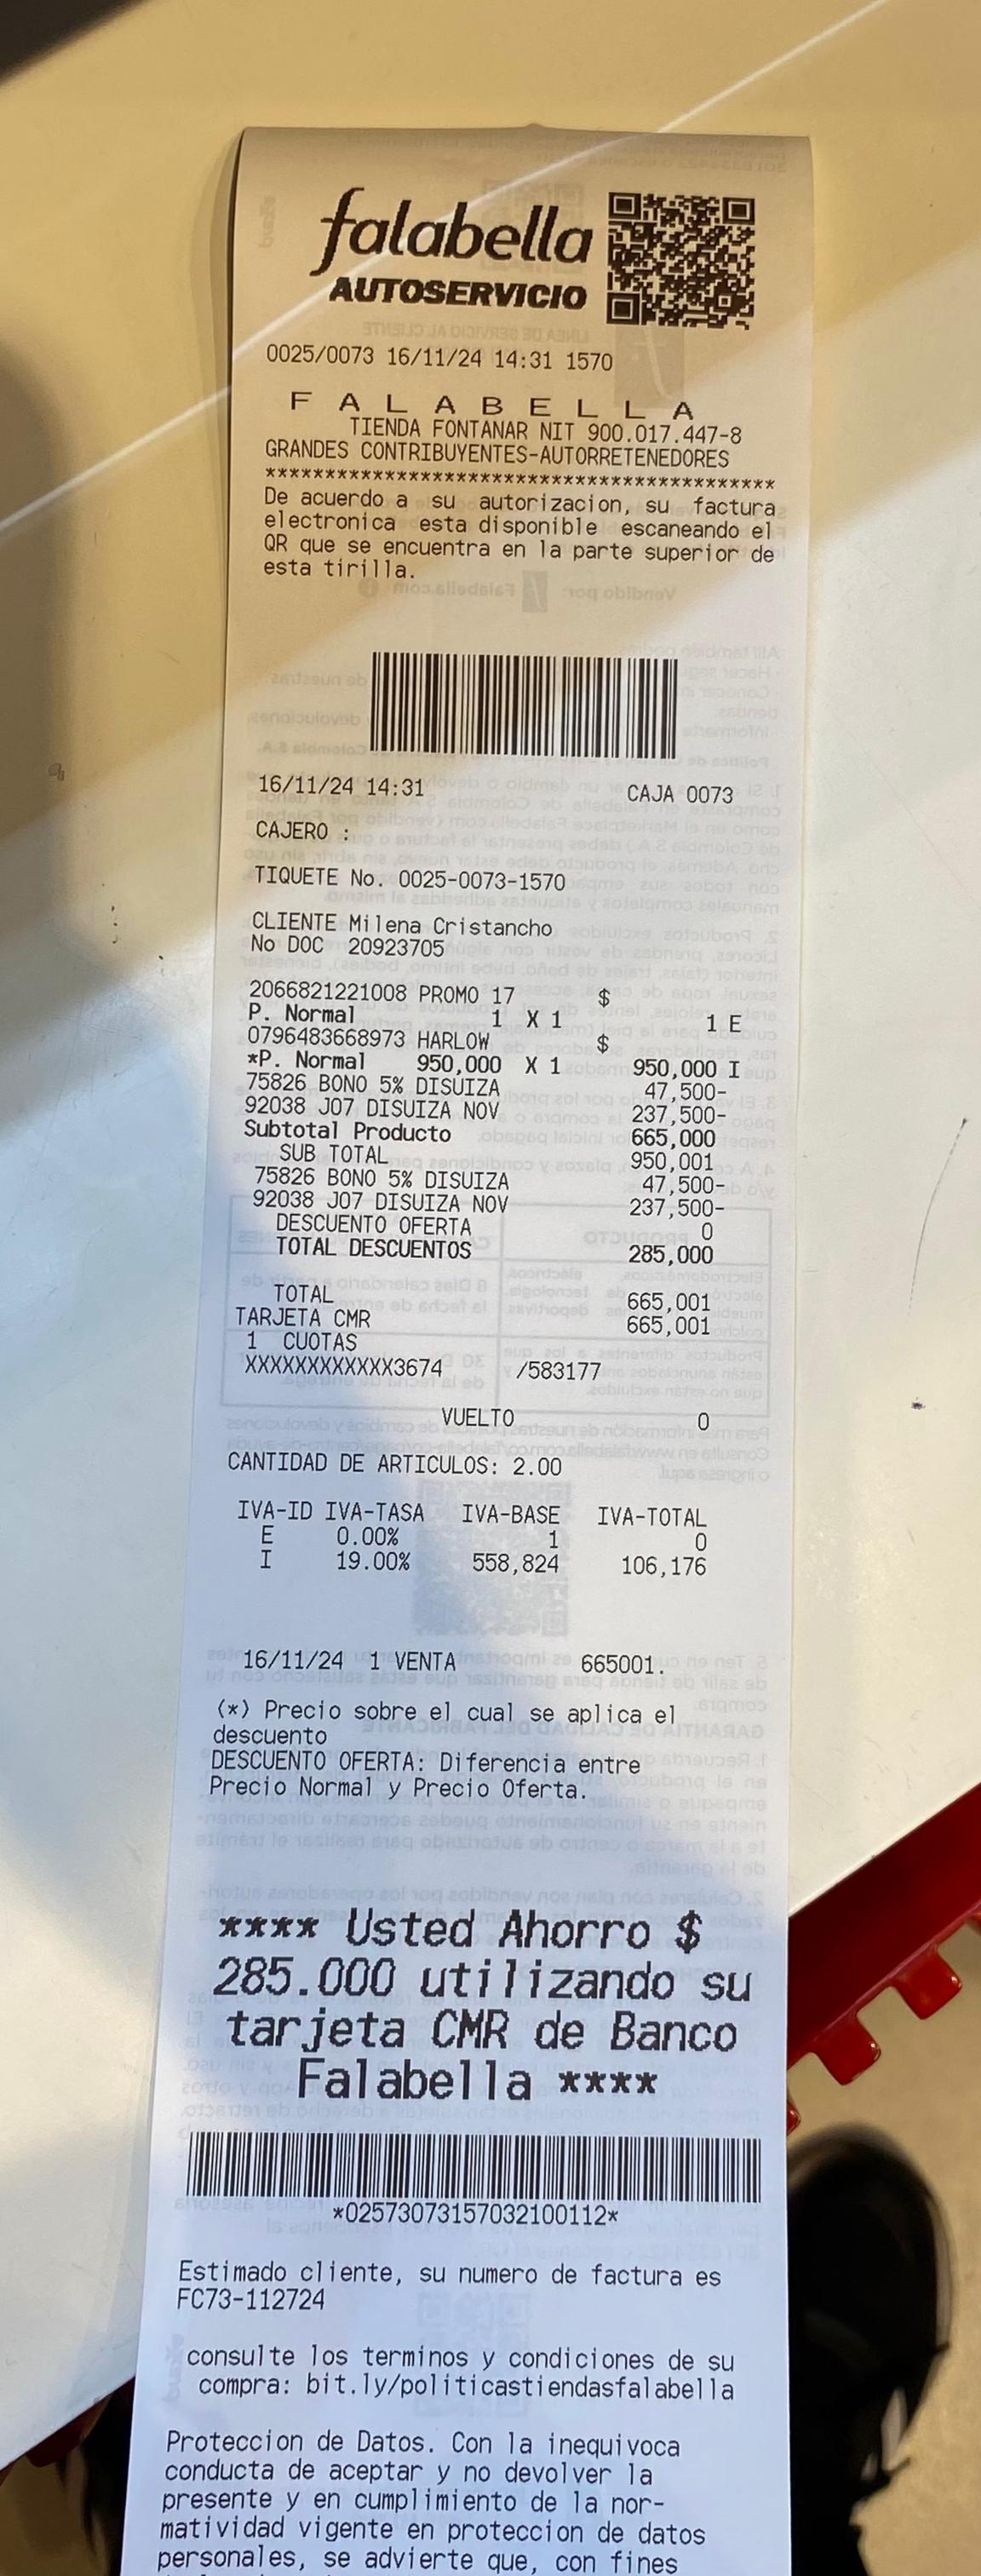 falabella
AUTOSERVICIO
0025/0073 16/11/24 14:31 1570
F A L A B E L L A
TIENDA FONTANAR NIT 900.017.447-8
GRANDES CONTRIBUYENTES-AUTORRETENEDORES
*******************************************
De acuerdo a su autorizacion, su factura
electronica esta disponible escaneando el
QR que se encuentra en la parte superior de
esta tirilla.
16/11/24 14:31 CAJA 0073
CAJERO :
TIQUETE No. 0025-0073-1570
CLIENTE Milena Cristancho
No DOC 20923705
2066821221008 PROMO 17 $
P. Normal 1 X 1 1 E
0796483668973 HARLOW $
*P. Normal 950,000 X 1 950,000 I
75826 BONO 5% DISUIZA 47,500-
92038 J07 DISUIZA NOV 237,500-
Subtotal Producto 665,000
SUB TOTAL 950,001
75826 BONO 5% DISUIZA 47,500-
92038 J07 DISUIZA NOV 237,500-
DESCUENTO OFERTA 0
TOTAL DESCUENTOS 285,000
TOTAL 665,001
TARJETA CMR 665,001
1 CUOTAS
XXXXXXXXXXXX3674 /583177
VUELTO 0
CANTIDAD DE ARTICULOS: 2.00
IVA-ID IVA-TASA IVA-BASE IVA-TOTAL
E 0.00% 1 0
I 19.00% 558,824 106,176
16/11/24 1 VENTA 665001.
(*) Precio sobre el cual se aplica el
descuento
DESCUENTO OFERTA: Diferencia entre
Precio Normal y Precio Oferta.
**** Usted Ahorro $
285.000 utilizando su
tarjeta CMR de Banco
Falabella ****
*02573073157032100112*
Estimado cliente, su numero de factura es
FC73-112724
consulte los terminos y condiciones de su
compra: bit.ly/politicastiendasfalabella
Proteccion de Datos. Con la inequivoca
conducta de aceptar y no devolver la
presente y en cumplimiento de la nor-
matividad vigente en proteccion de datos
personales, se advierte que, con fines